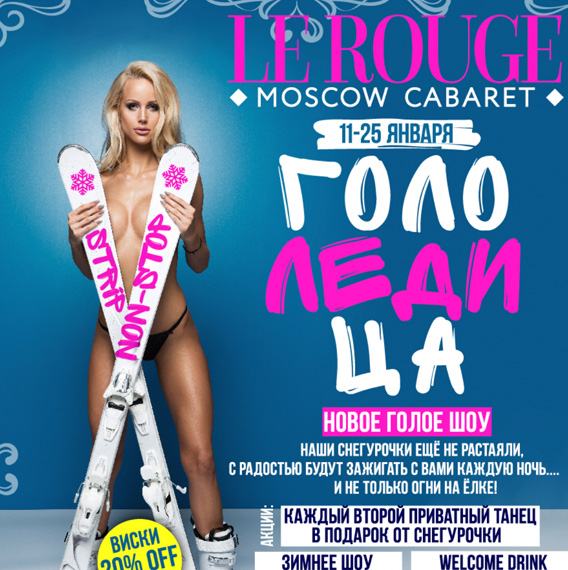 LE ROUGE
MOSCOW CABARET
11-25 ЯНВАРЯ
ГОЛО
ЛЕДИ
ЦА
STRIP
NON-STOP
НОВОЕ ГОЛОЕ ШОУ
НАШИ СНЕГУРОЧКИ ЕЩЁ НЕ РАСТАЯЛИ,
С РАДОСТЬЮ БУДУТ ЗАЖИГАТЬ С ВАМИ КАЖДУЮ НОЧЬ....
И НЕ ТОЛЬКО ОГНИ НА ЁЛКЕ!
АКЦИИ:
КАЖДЫЙ ВТОРОЙ ПРИВАТНЫЙ ТАНЕЦ
В ПОДАРОК ОТ СНЕГУРОЧКИ
ВИСКИ
20% OFF
ЗИМНЕЕ ШОУ
WELCOME DRINK